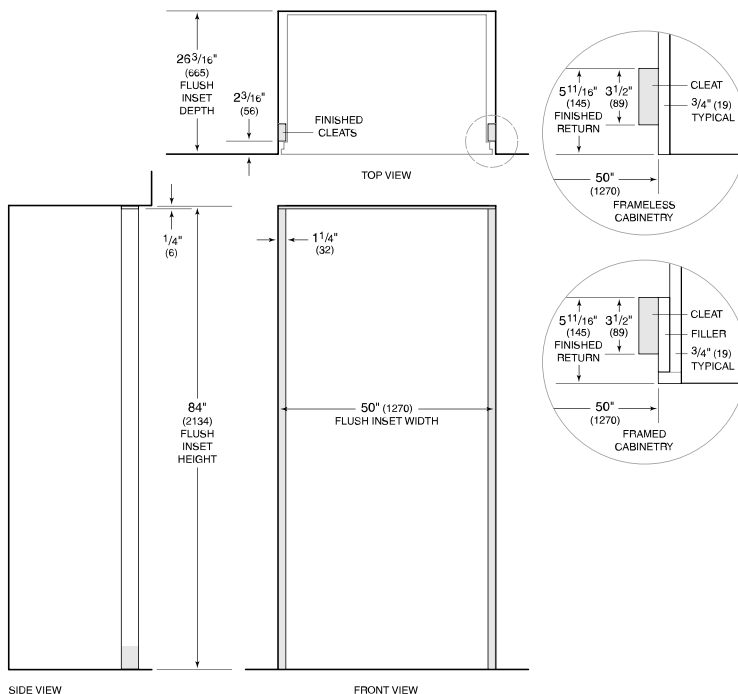 26 3/16"
(665)
FLUSH
INSET
DEPTH
2 3/16"
(56)
FINISHED
CLEATS
TOP VIEW
5 11/16"
(145)
FINISHED
RETURN
3 1/2"
(89)
CLEAT
3/4" (19)
TYPICAL
50"
(1270)
FRAMELESS
CABINETRY
1/4"
(6)
84"
(2134)
FLUSH
INSET
HEIGHT
SIDE VIEW
1 1/4"
(32)
50" (1270)
FLUSH INSET WIDTH
FRONT VIEW
5 11/16"
(145)
FINISHED
RETURN
3 1/2"
(89)
CLEAT
FILLER
3/4" (19)
TYPICAL
50"
(1270)
FRAMED
CABINETRY